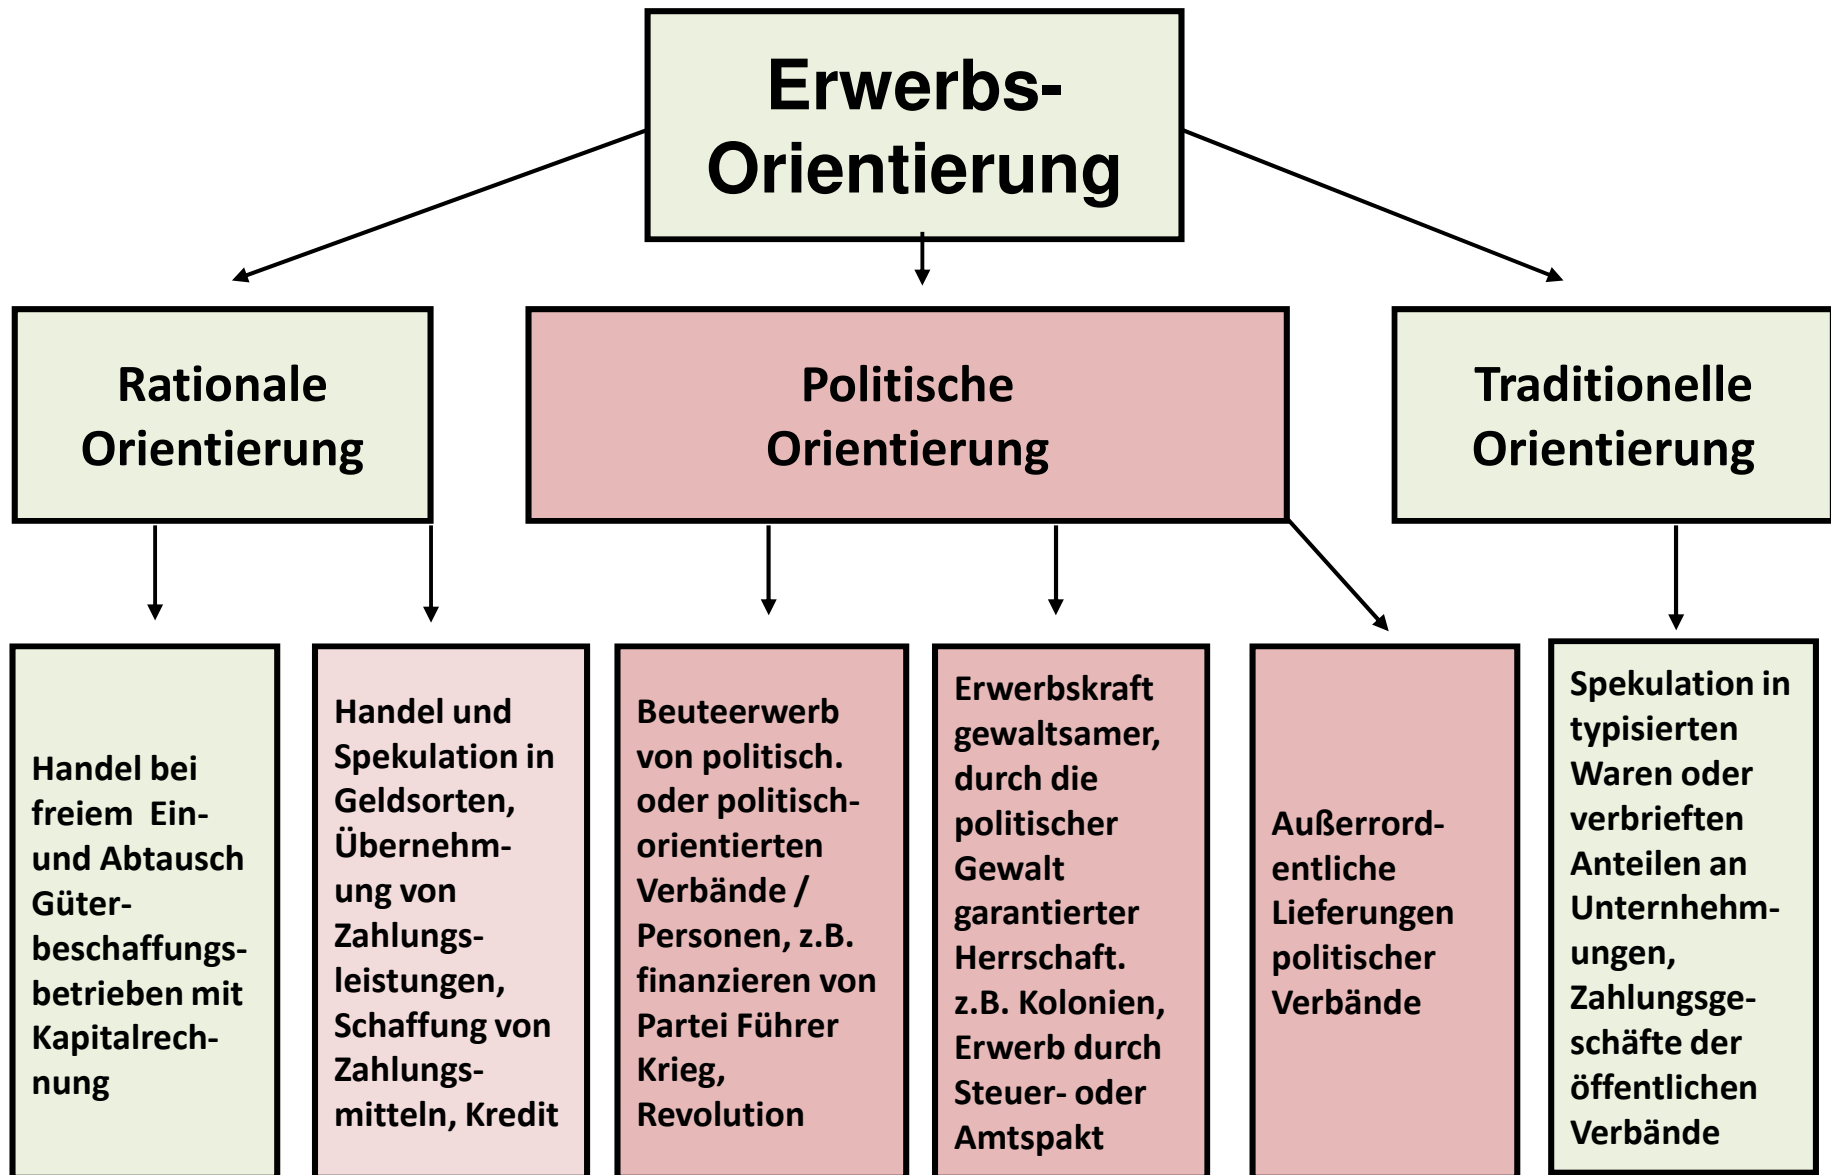 Erwerbs-
Orientierung
Rationale
Orientierung
Politische
Orientierung
Traditionelle
Orientierung
Handel bei
freiem Ein-
und Abtausch
Güter-
beschaffungs-
betrieben mit
Kapitalrech-
nung
Handel und
Spekulation in
Geldsorten,
Übernehm-
ung von
Zahlungs-
leistungen,
Schaffung von
Zahlungs-
mitteln, Kredit
Beuteerwerb
von politisch.
oder politisch-
orientierten
Verbände /
Personen, z.B.
finanzieren von
Partei Führer
Krieg,
Revolution
Erwerbskraft
gewaltsamer,
durch die
politischer
Gewalt
garantierter
Herrschaft.
z.B. Kolonien,
Erwerb durch
Steuer- oder
Amtspakt
Außerrord-
entliche
Lieferungen
politischer
Verbände
Spekulation in
typisierten
Waren oder
verbrieften
Anteilen an
Unternhehm-
ungen,
Zahlungsge-
schäfte der
öffentlichen
Verbände